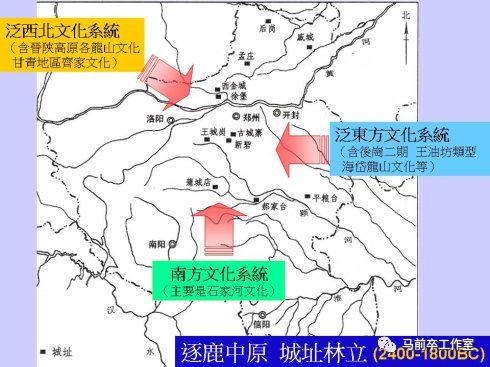 泛西北文化系統
(含晉陝高原各龍山文化
甘青地區齊家文化)
北
后岗
戚城
孟庄
黄
河
西金城
徐堡
洛阳
郑州
开封
王城岗
古城寨
新砦
泛東方文化系統
(含後崗二期 王油坊類型
海岱龍山文化等)
蒲城店
郝家台
平粮台
颍
河
南阳
南方文化系統
(主要是石家河文化)
河
淮
信阳
汉
水
城址
逐鹿中原 城址林立 (2400-1800BC)
马前卒工作室